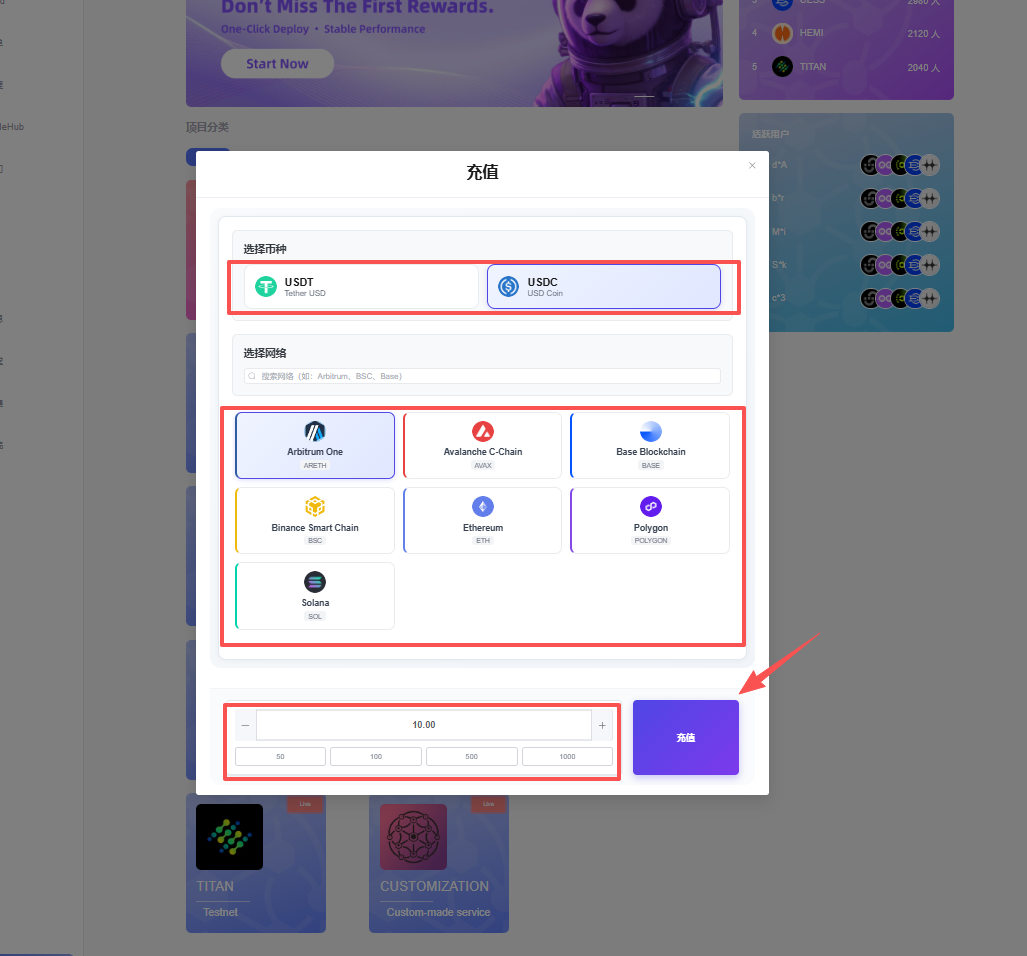 Don't Miss The First Rewards.
One-Click Deploy • Stable Performance
Start Now
4 HEMI 2120 人
5 TITAN 2040 人
项目分类
活跃用户
d*A
b*r
M*i
S*k
c*3
leHub
充值
选择币种
USDT
Tether USD
USDC
USD Coin
选择网络
搜索网络（如：Arbitrum、BSC、Base）
Arbitrum One
ARETH
Avalanche C-Chain
AVAX
Base Blockchain
BASE
Binance Smart Chain
BSC
Ethereum
ETH
Polygon
POLYGON
Solana
SOL
− 10.00 +
50 100 500 1000
充值
Live
TITAN
Testnet
Live
CUSTOMIZATION
Custom-made service